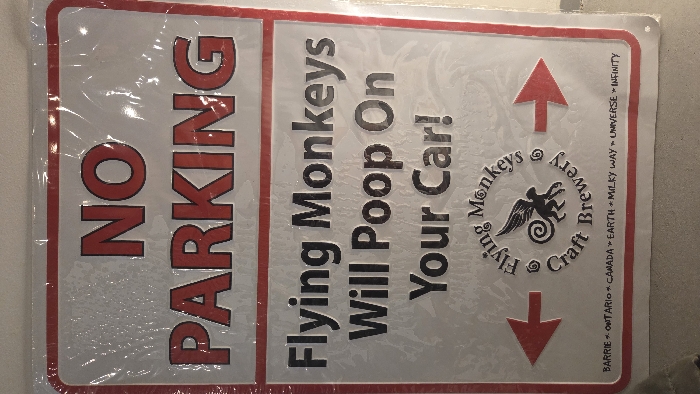 NO
PARKING
Flying Monkeys
Will Poop On
Your Car!
Flying Monkeys
Craft Brewery
BARRIE * ONTARIO * CANADA * EARTH * MILKY WAY * UNIVERSE * INFINITY